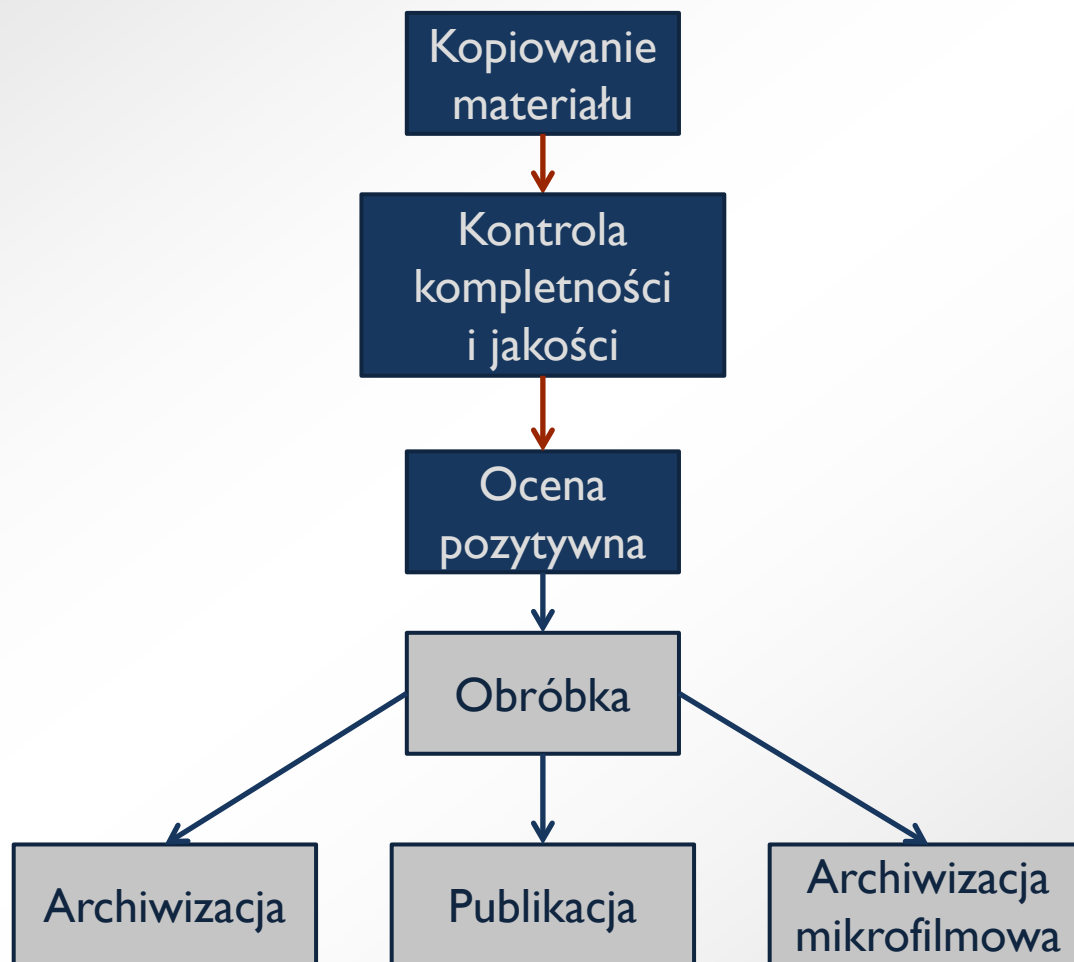 Kopiowanie
materiału
Kontrola
kompletności
i jakości
Ocena
pozytywna
Obróbka
Archiwizacja
Publikacja
Archiwizacja
mikrofilmowa